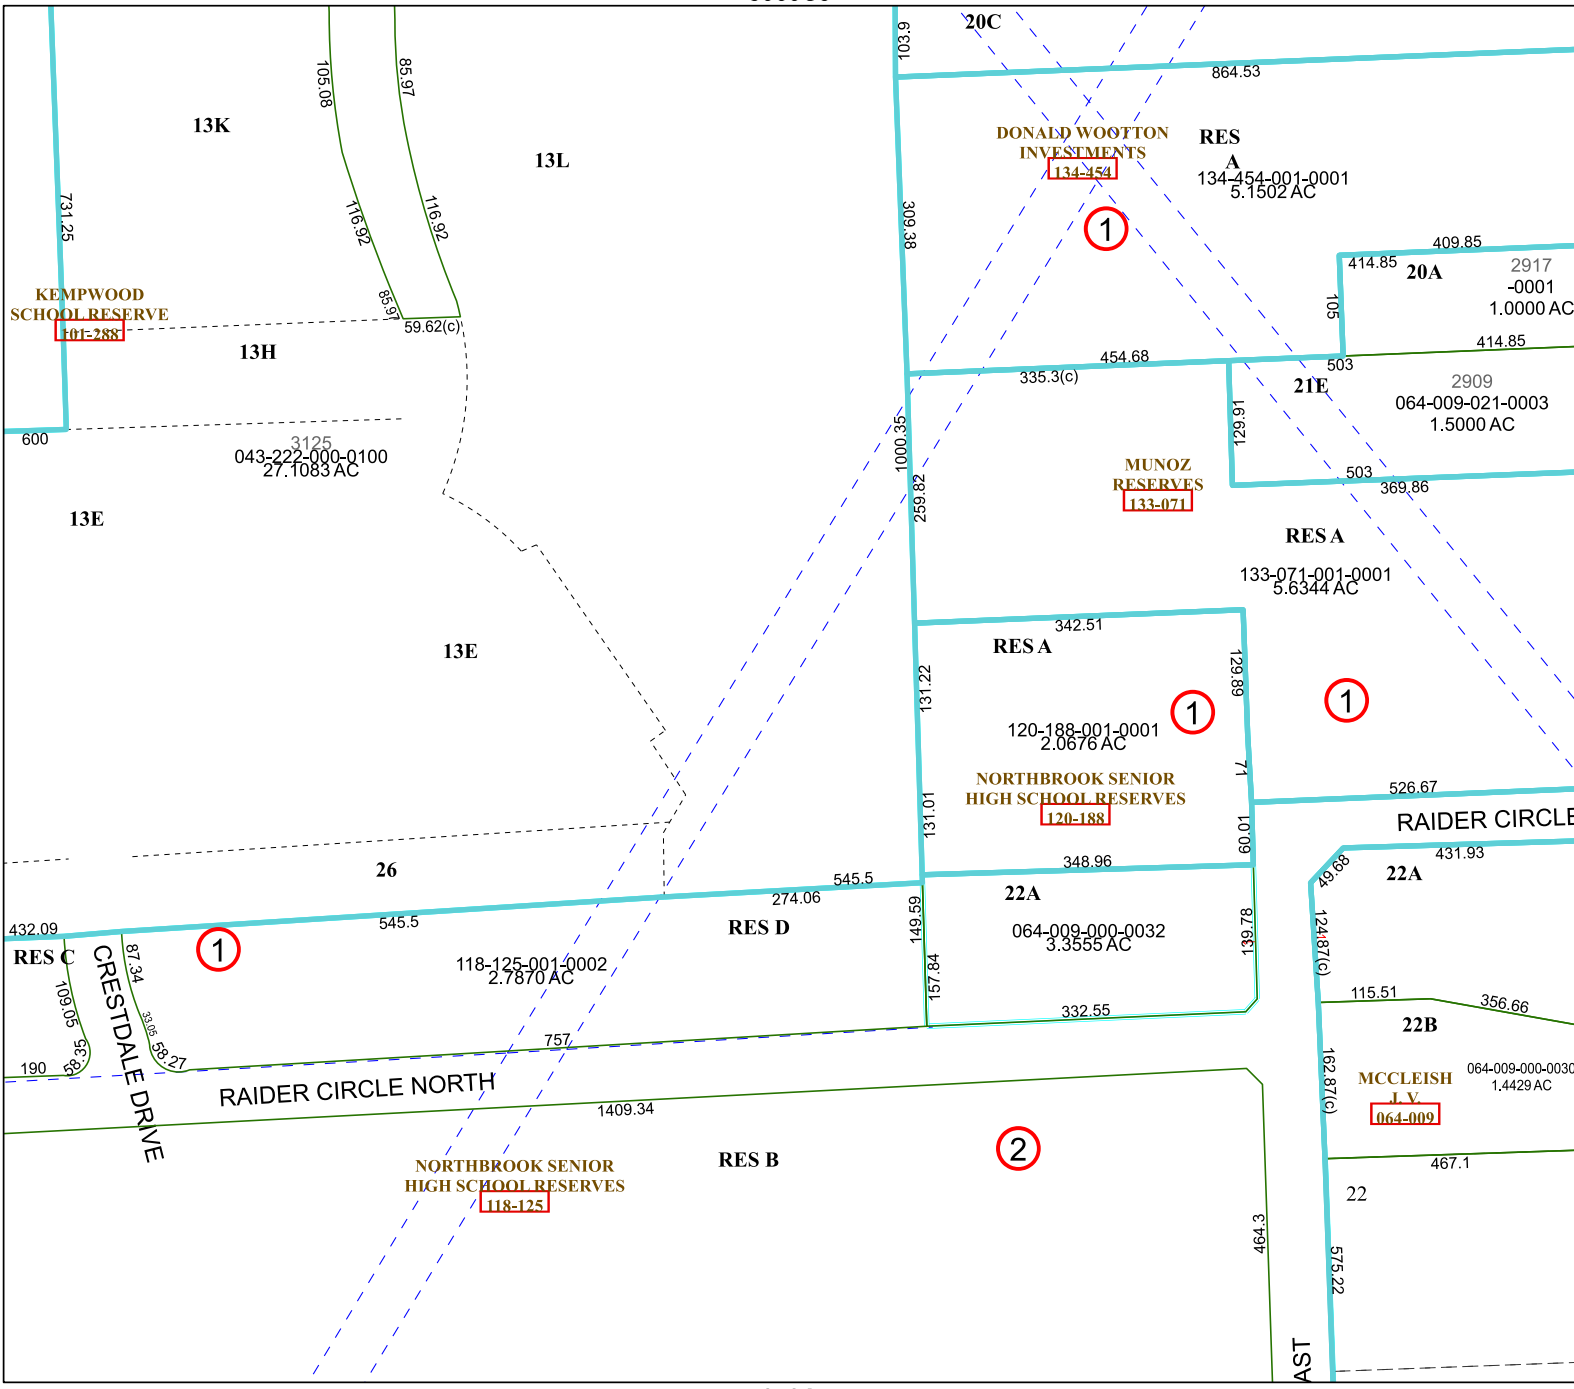 20C
103.9
864.53
105.08
85.97
13K
13L
DONALD WOOTTON
INVESTMENTS
134-454
RES
A
134-454-001-0001
5.1502 AC
1
731.25
116.92
116.92
309.38
409.85
414.85
20A
2917
-0001
1.0000 AC
105
KEMPWOOD
SCHOOL RESERVE
101-288
85.97
59.62(c)
13H
414.85
454.68
503
335.3(c)
21E
2909
064-009-021-0003
1.5000 AC
129.91
600
3125
043-222-000-0100
27.1083 AC
1000.35
259.82
MUNOZ
RESERVES
133-071
503
369.86
13E
RES A
133-071-001-0001
5.6344 AC
342.51
RES A
13E
131.22
129.89
1
1
120-188-001-0001
2.0676 AC
71
NORTHBROOK SENIOR
HIGH SCHOOL RESERVES
120-188
131.01
60.01
526.67
RAIDER CIRCLE
431.93
49.68
348.96
22A
26
545.5
274.06
22A
545.5
432.09
RES D
149.59
064-009-000-0032
3.3555 AC
139.78
124.87(c)
RES C
1
87.34
118-125-001-0002
2.7870 AC
157.84
109.05
CRESTDALE DRIVE
33.05
332.55
115.51
356.66
22B
757
58.35
58.27
190
RAIDER CIRCLE NORTH
162.87(c)
MCCLEISH
J. V.
064-009
064-009-000-0030
1.4429 AC
1409.34
2
RES B
NORTHBROOK SENIOR
HIGH SCHOOL RESERVES
118-125
467.1
22
464.3
575.22
AST